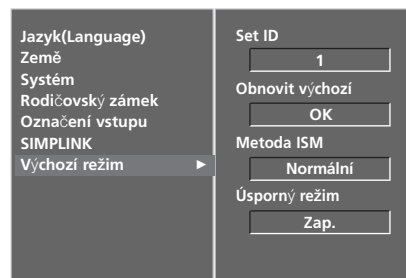 Jazyk(Language)
Země
Systém
Rodičovský zámek
Označení vstupu
SIMPLINK
Výchozí režim ►
Set ID
1
Obnovit výchozí
OK
Metoda ISM
Normální
Úsporný režim
Zap.